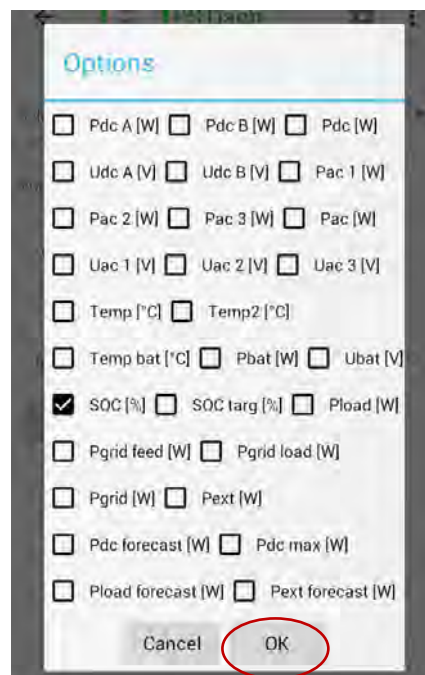 Options
Pdc A [W] Pdc B [W] Pdc [W]
Udc A [V] Udc B [V] Pac 1 [W]
Pac 2 [W] Pac 3 [W] Pac [W]
Uac 1 [V] Uac 2 [V] Uac 3 [V]
Temp [°C] Temp2 [°C]
Temp bat [°C] Pbat [W] Ubat [V]
SOC [%] SOC targ [%] Pload [W]
Pgrid feed [W] Pgrid load [W]
Pgrid [W] Pext [W]
Pdc forecast [W] Pdc max [W]
Pload forecast [W] Pext forecast [W]
Cancel OK